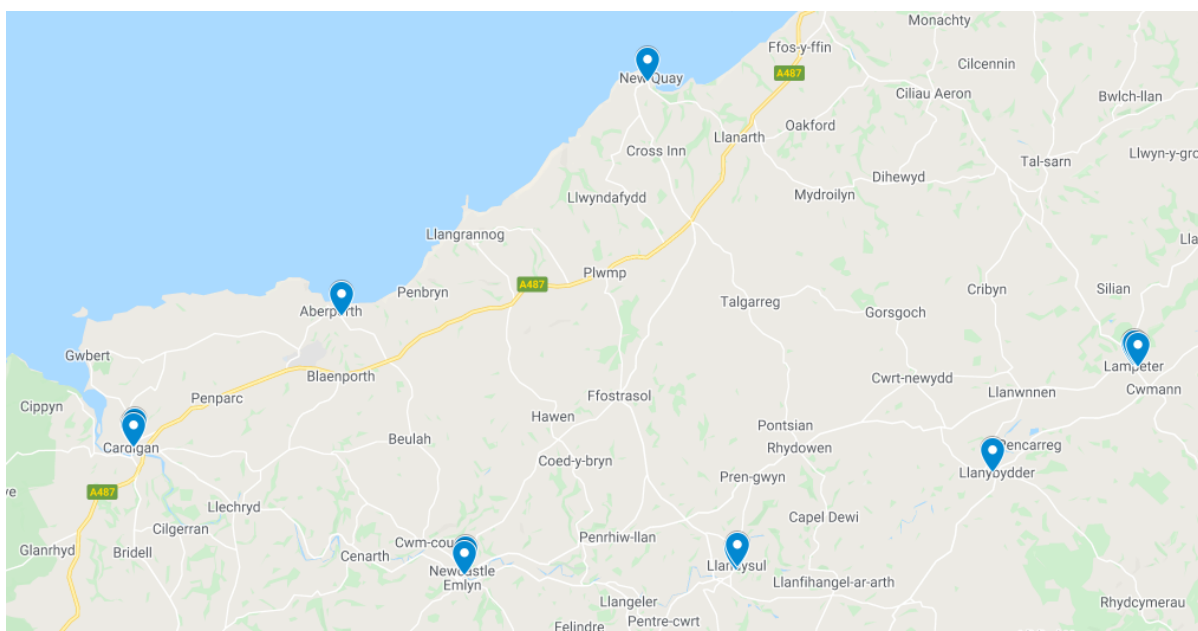 Monachty
Ffos-y-ffin
Cilcennin
A487
New Quay
Ciliau Aeron
Bwlch-llan
Oakford
Llanarth
Cross Inn
Tal-sarn
Llwyn-y-gro
Dihewyd
Mydroilyn
Llwyndafydd
Llangrannog
Lla
Plwmp
A487
Penbryn
Cribyn
Silian
Talgarreg
Aberporth
Gorsgoch
Gwbert
Lampeter
Blaenporth
Cwrt-newydd
Llanwnnen
Cwmann
Penparc
Ffostrasol
Cippyn
Hawen
Pontsian
Beulah
Cardigan
Rhydowen
Pencarreg
Coed-y-bryn
Llanybydder
Pren-gwyn
A487
Llechryd
Capel Dewi
Cilgerran
Penrhiw-llan
Cwm-cou
Glanrhyd
Bridell
Cenarth
Llandysul
Newcastle
Emlyn
Llanfihangel-ar-arth
Llangeler
Rhydcymerau
Pentre-cwrt
Felindre